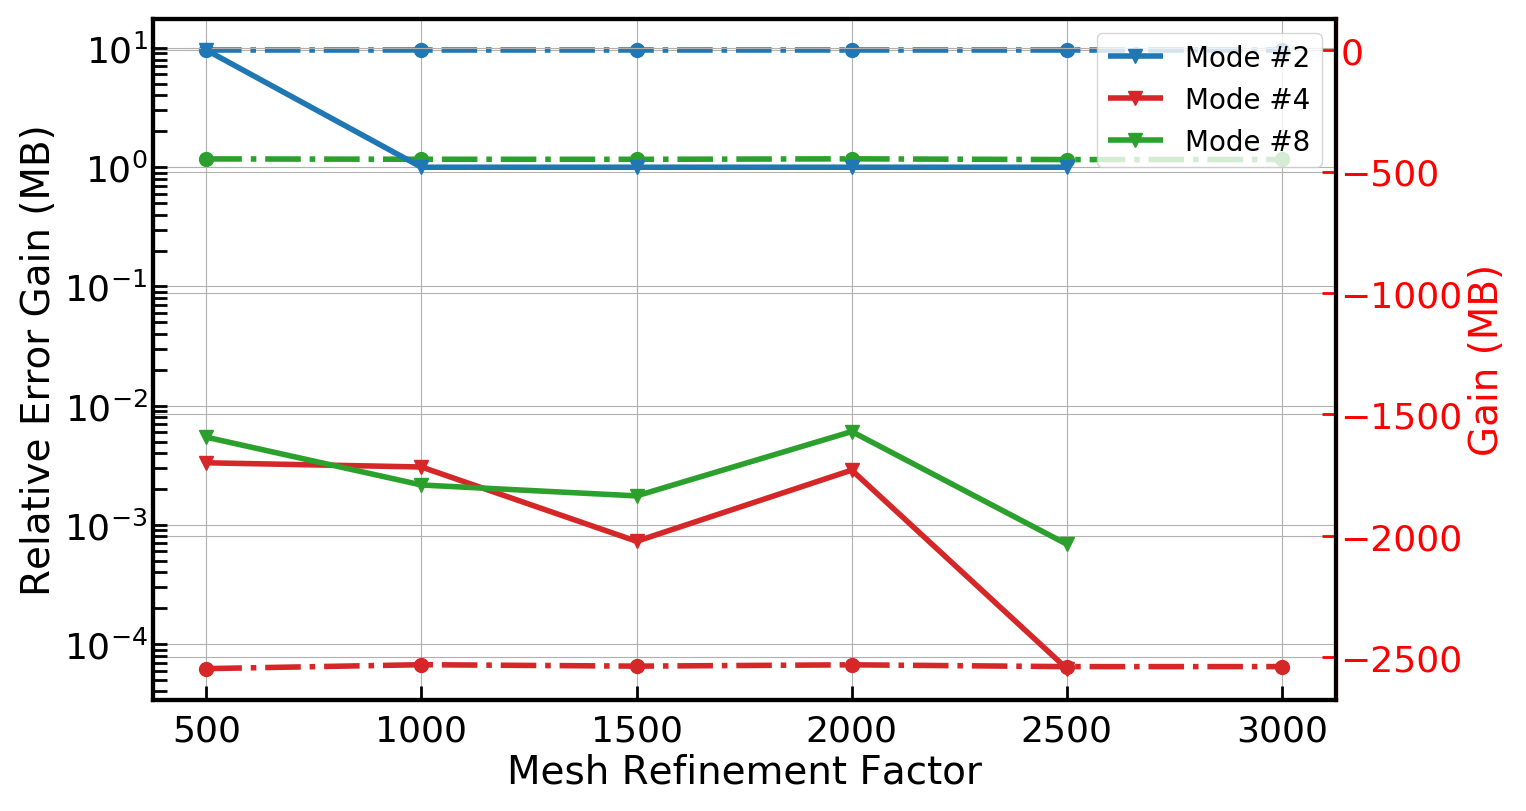 Relative Error Gain (MB)
10^1
10^0
10^−1
10^−2
10^−3
10^−4
Mode #2
Mode #4
Mode #8
0
−500
−1000
−1500
−2000
−2500
Gain (MB)
500 1000 1500 2000 2500 3000
Mesh Refinement Factor